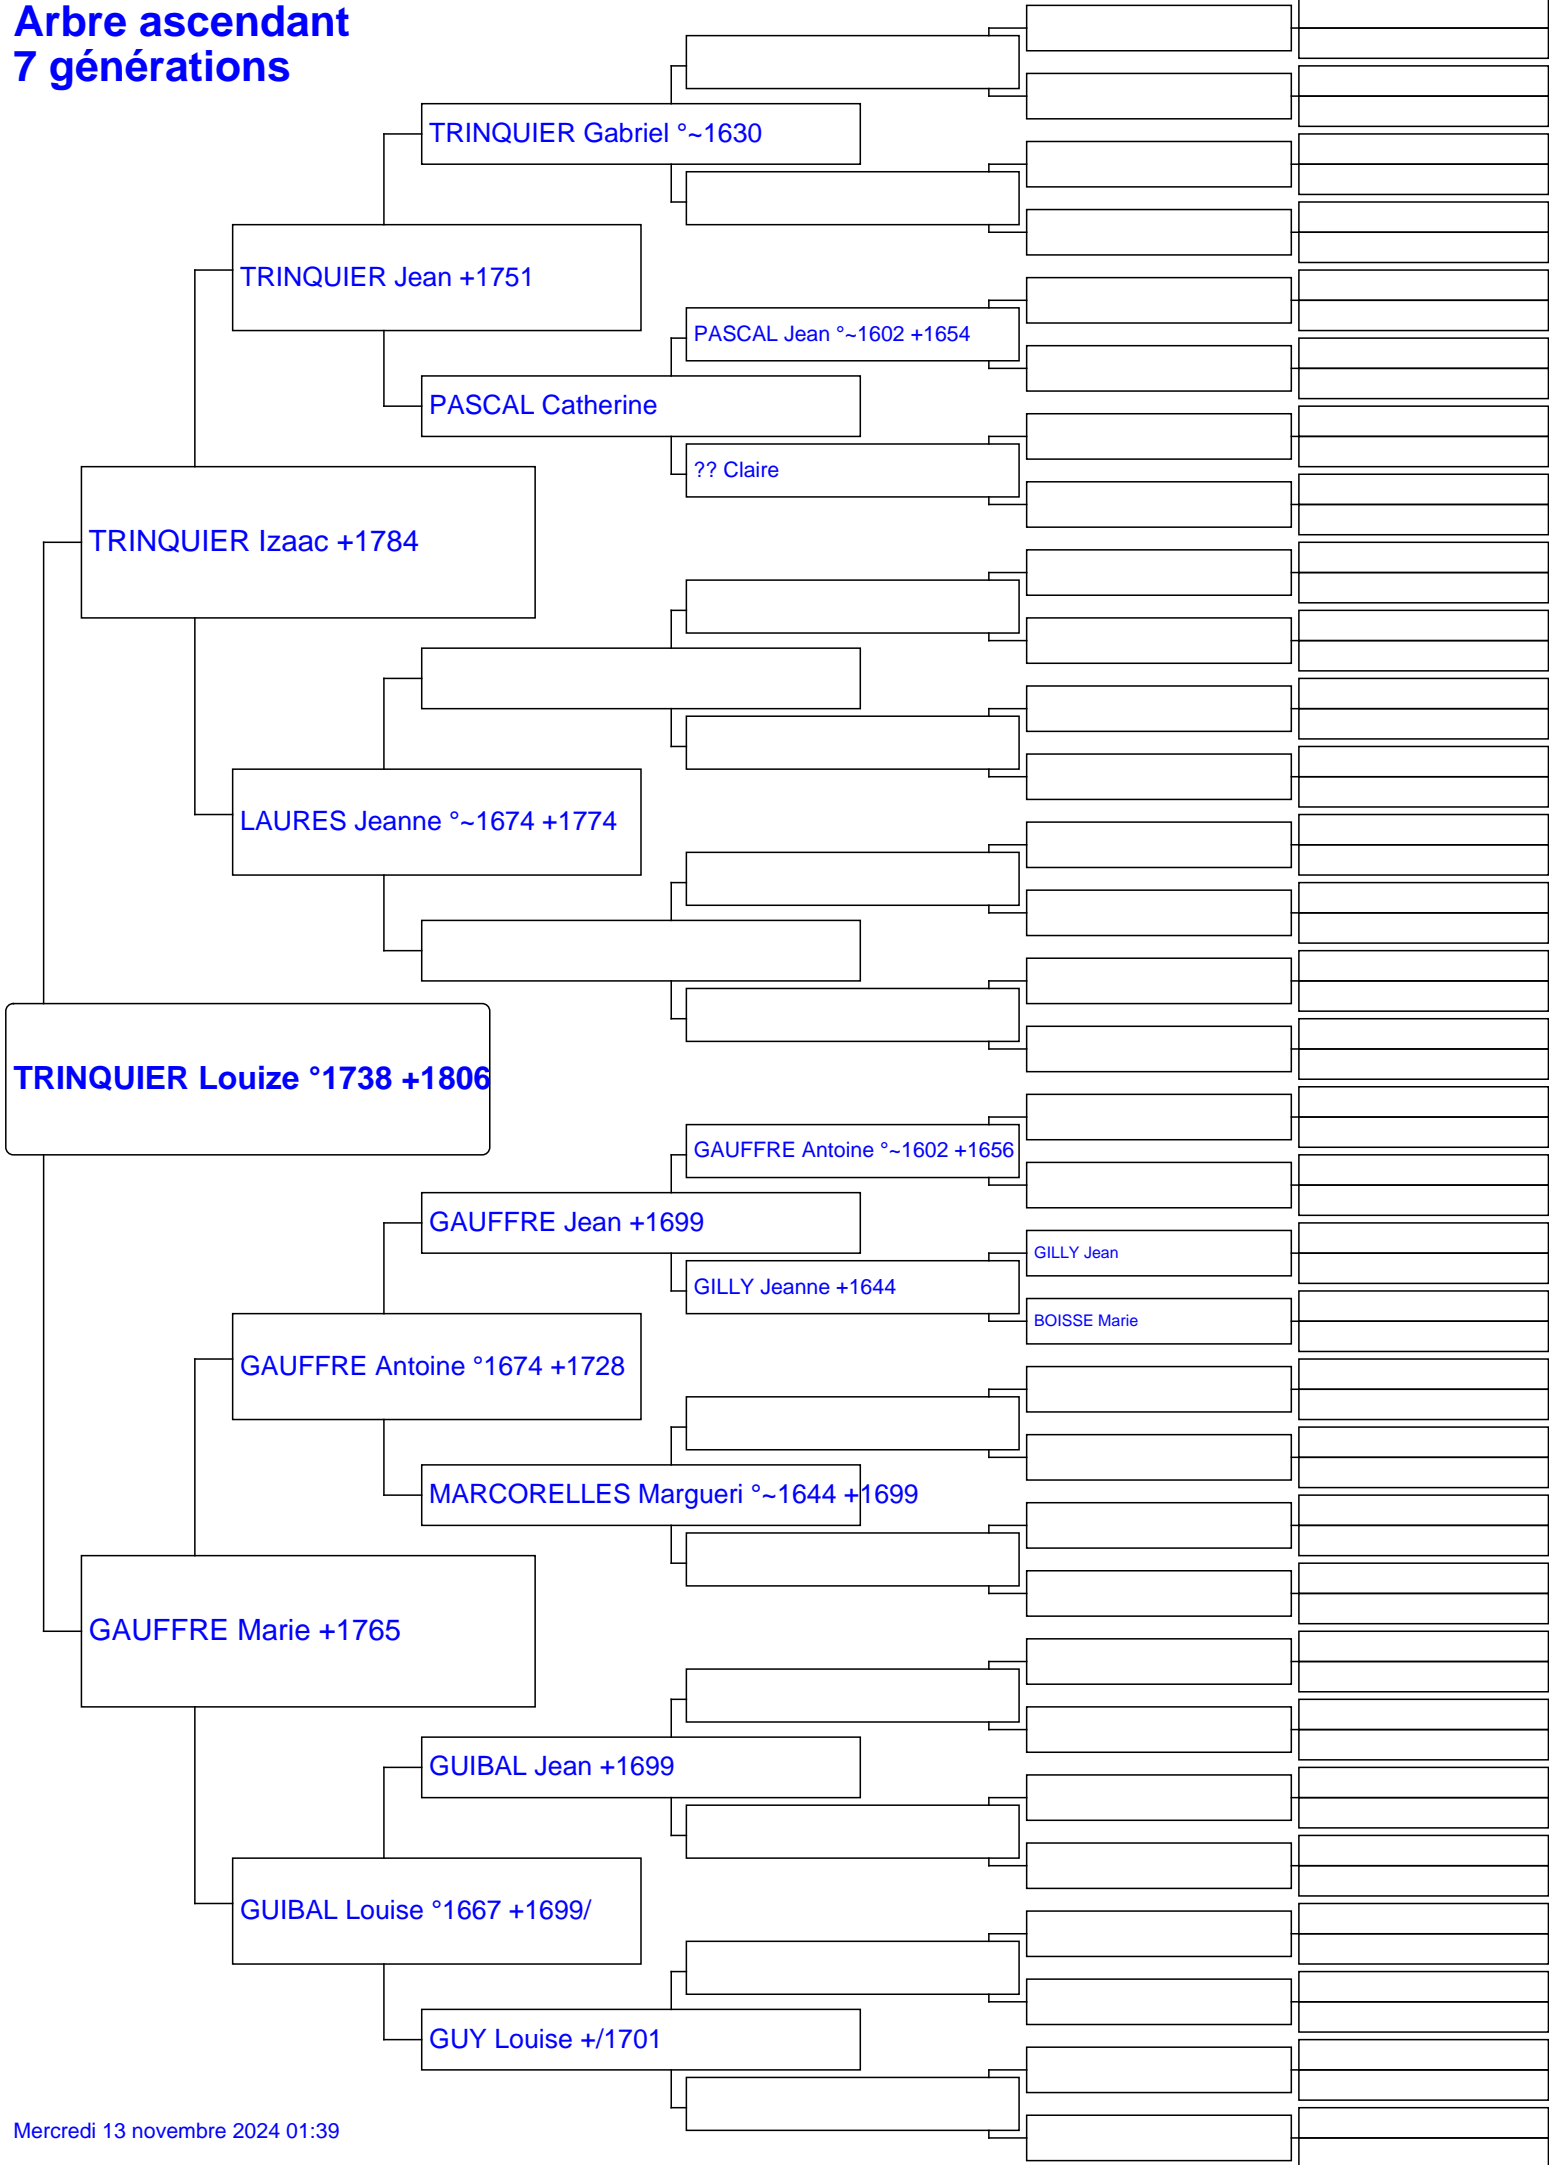 Arbre ascendant
7 générations
TRINQUIER Gabriel °~1630
TRINQUIER Jean +1751
PASCAL Jean °~1602 +1654
PASCAL Catherine
?? Claire
TRINQUIER Izaac +1784
LAURES Jeanne °~1674 +1774
TRINQUIER Louize °1738 +1806
GAUFFRE Antoine °~1602 +1656
GAUFFRE Jean +1699
GILLY Jean
GILLY Jeanne +1644
BOISSE Marie
GAUFFRE Antoine °1674 +1728
MARCORELLES Margueri °~1644 +1699
GAUFFRE Marie +1765
GUIBAL Jean +1699
GUIBAL Louise °1667 +1699/
GUY Louise +/1701
Mercredi 13 novembre 2024 01:39